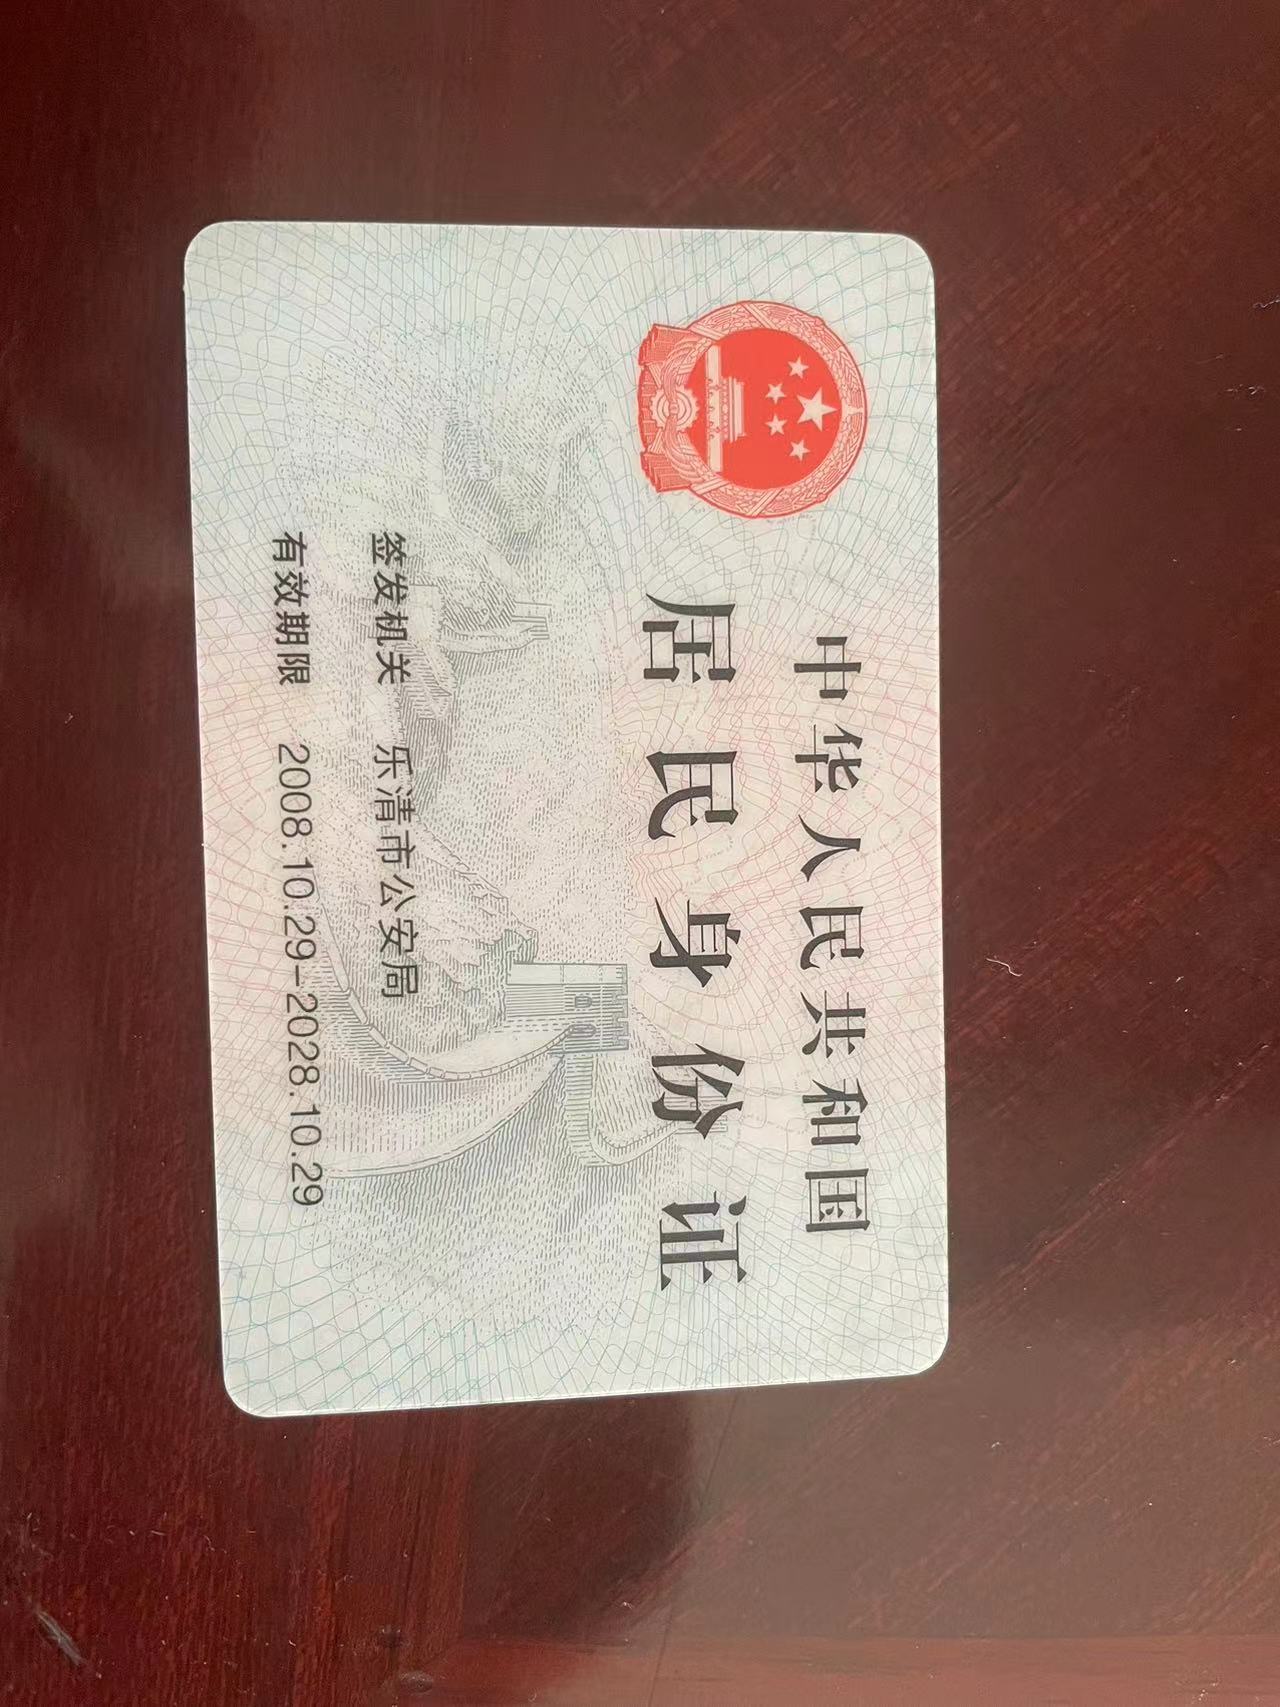 中华人民共和国
居民身份证
签发机关 乐清市公安局
有效期限 2008.10.29-2028.10.29